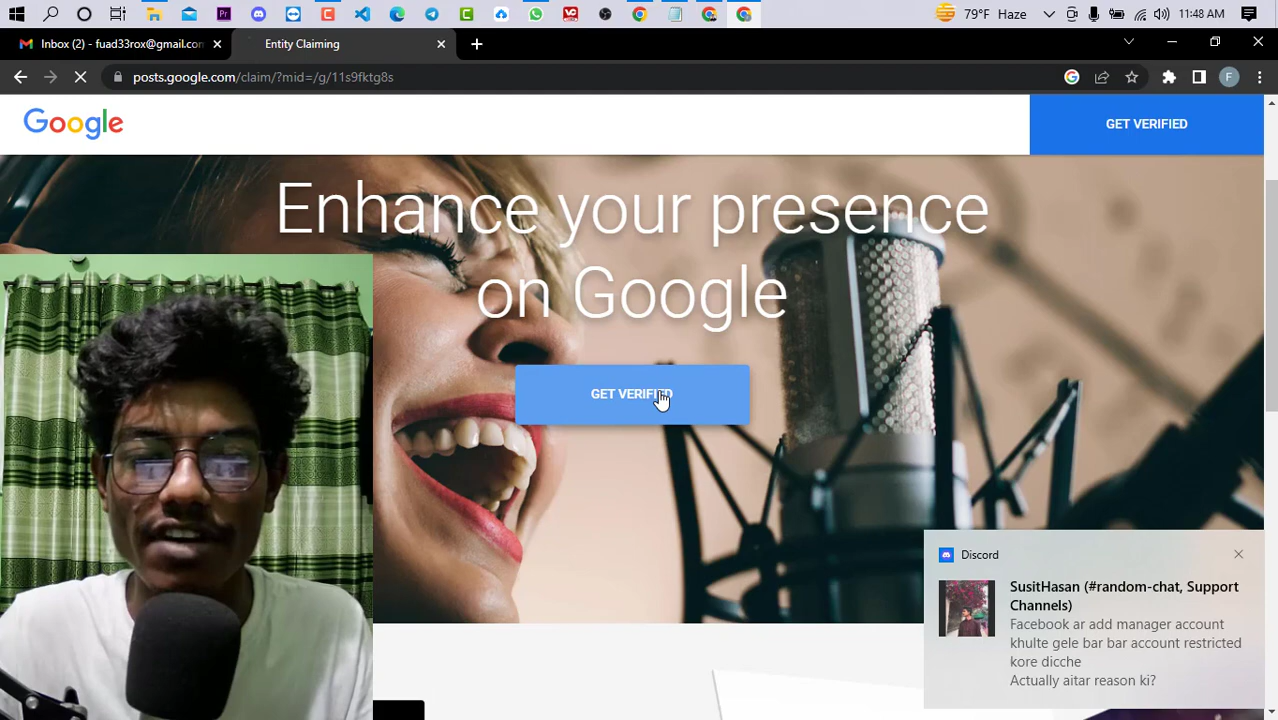 79°F Haze
11:48 AM
Inbox (2) - fuad33rox@gmail.com
Entity Claiming
posts.google.com/claim/?mid=/g/11s9fktg8s
F
Google
GET VERIFIED
Enhance your presence
on Google
GET VERIFIED
Discord
SusitHasan (#random-chat, Support
Channels)
Facebook ar add manager account
khulte gele bar bar account restricted
kore dicche
Actually aitar reason ki?